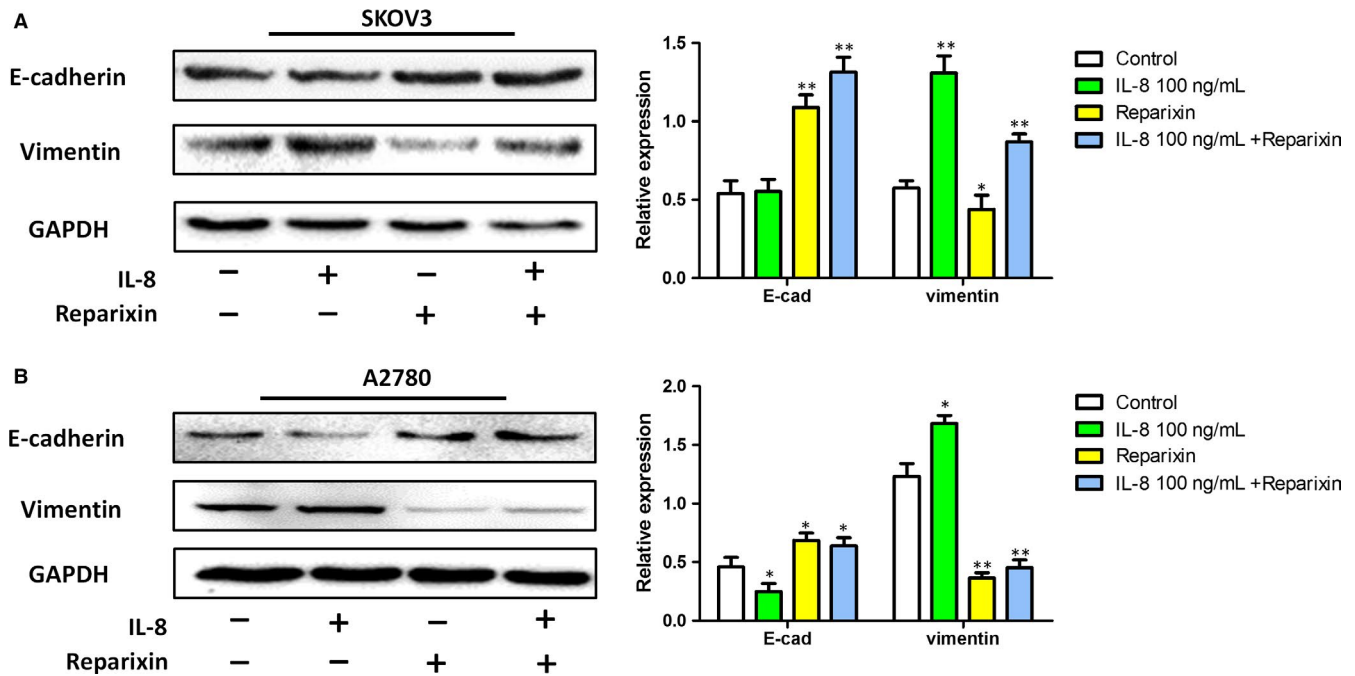 A
SKOV3
E-cadherin
Vimentin
GAPDH
IL-8 − + − +
Reparixin − − + +
Relative expression
1.5
1.0
0.5
0.0
** ** ** * **
E-cad vimentin
Control
IL-8 100 ng/mL
Reparixin
IL-8 100 ng/mL +Reparixin
B
A2780
E-cadherin
Vimentin
GAPDH
IL-8 − + − +
Reparixin − − + +
Relative expression
2.0
1.5
1.0
0.5
0.0
* * * * ** **
E-cad vimentin
Control
IL-8 100 ng/mL
Reparixin
IL-8 100 ng/mL +Reparixin